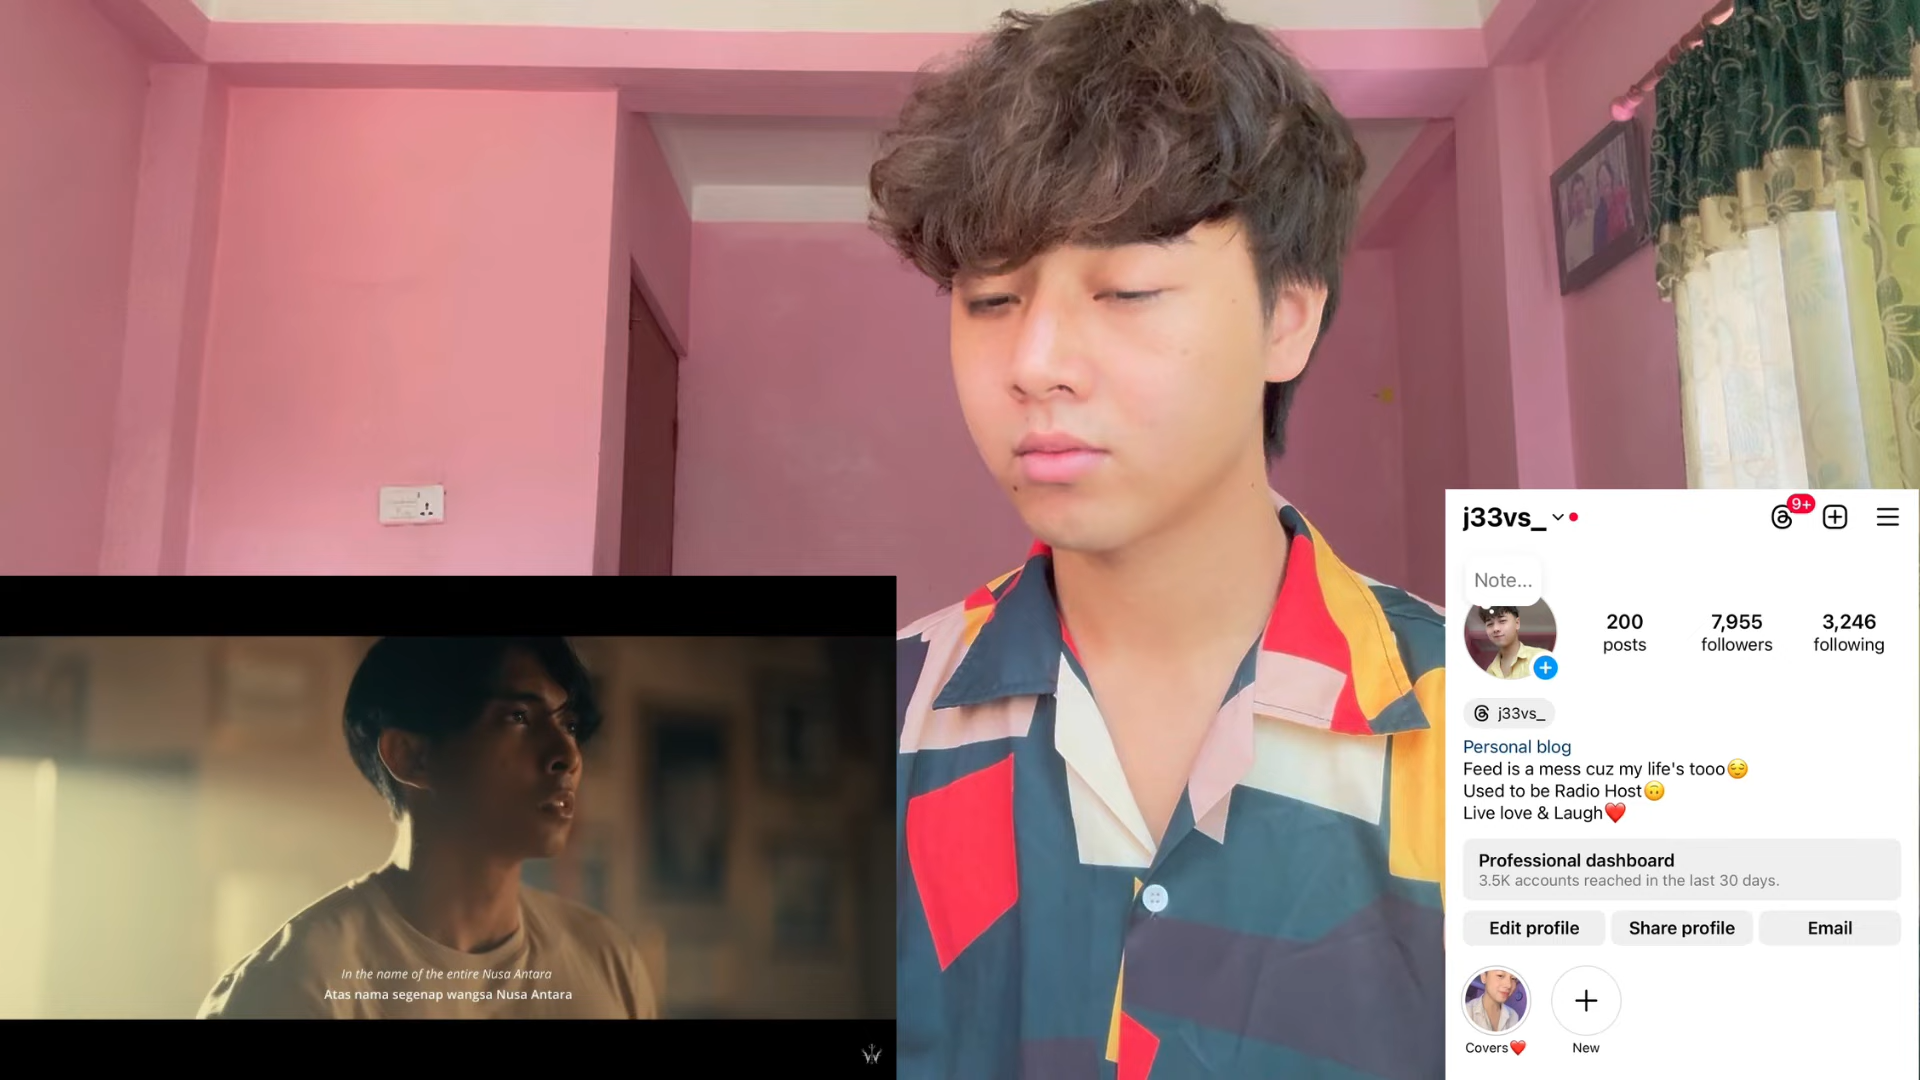 In the name of the entire Nusa Antara
Atas nama segenap wangsa Nusa Antara
j33vs_
9+
Note...
200
posts
7,955
followers
3,246
following
j33vs_
Personal blog
Feed is a mess cuz my life's tooo😌
Used to be Radio Host🙃
Live love & Laugh❤️
Professional dashboard
3.5K accounts reached in the last 30 days.
Edit profile
Share profile
Email
Covers❤️
New